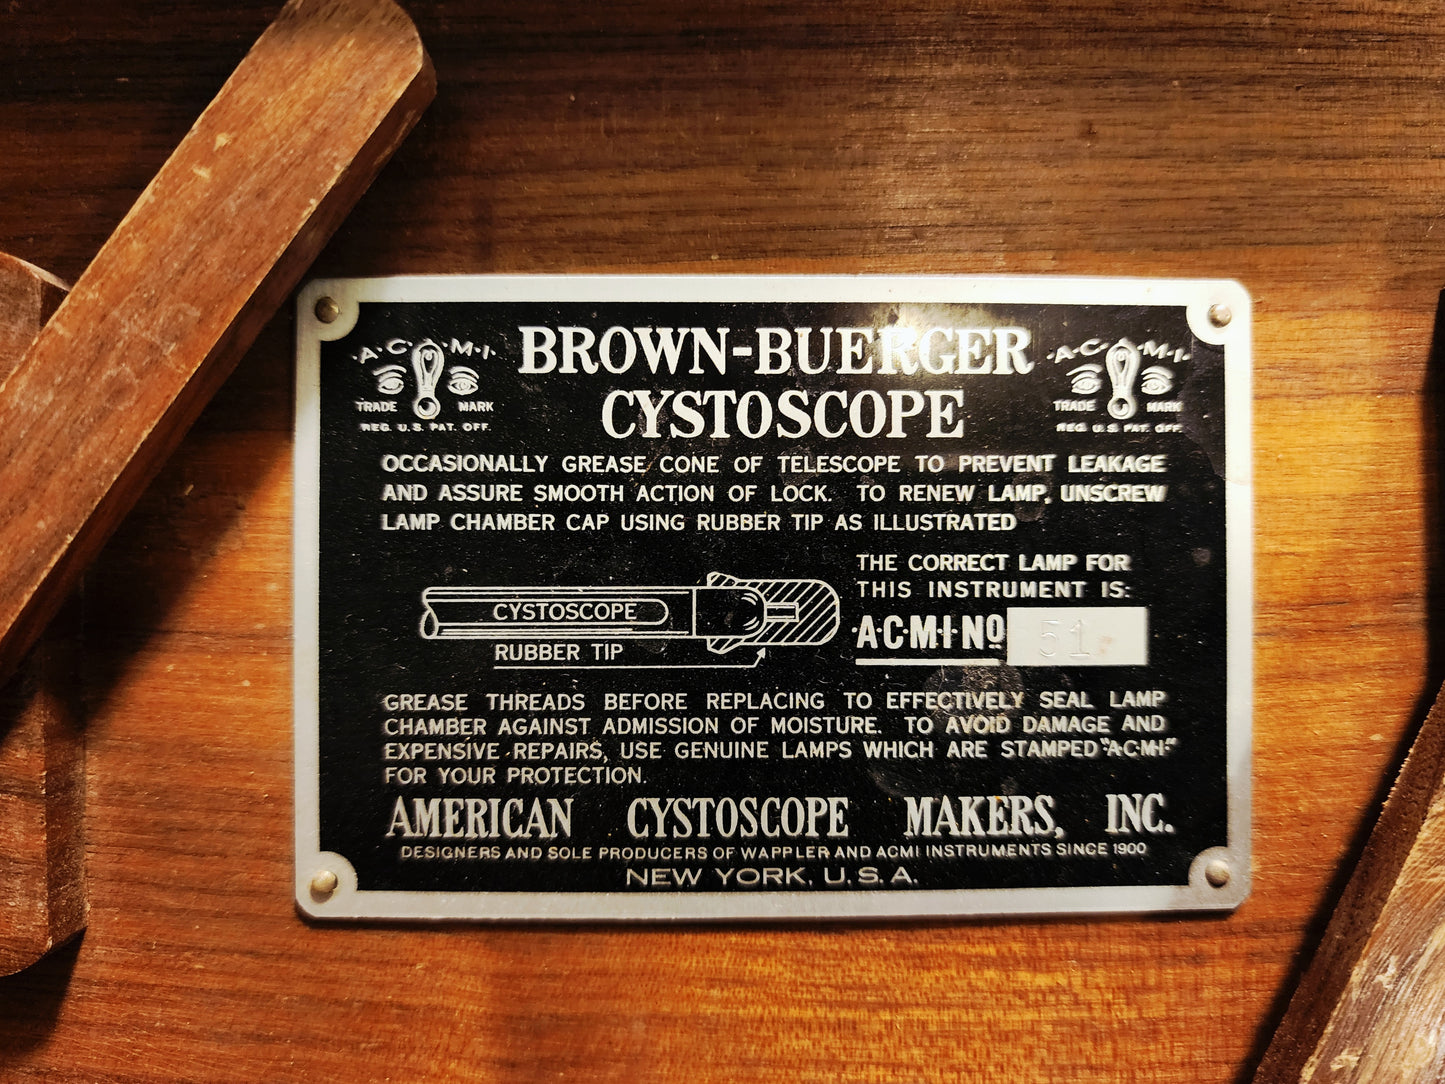 A·C·M·I· A·C·M·I·
BROWN-BUERGER
TRADE MARK TRADE MARK
REG. U.S. PAT. OFF. REG. U.S. PAT. OFF.
CYSTOSCOPE
OCCASIONALLY GREASE CONE OF TELESCOPE TO PREVENT LEAKAGE
AND ASSURE SMOOTH ACTION OF LOCK. TO RENEW LAMP, UNSCREW
LAMP CHAMBER CAP USING RUBBER TIP AS ILLUSTRATED
THE CORRECT LAMP FOR
THIS INSTRUMENT IS:
CYSTOSCOPE
A·C·M·I· No 51
RUBBER TIP
GREASE THREADS BEFORE REPLACING TO EFFECTIVELY SEAL LAMP
CHAMBER AGAINST ADMISSION OF MOISTURE. TO AVOID DAMAGE AND
EXPENSIVE REPAIRS, USE GENUINE LAMPS WHICH ARE STAMPED "A·C·M·I·"
FOR YOUR PROTECTION.
AMERICAN CYSTOSCOPE MAKERS, INC.
DESIGNERS AND SOLE PRODUCERS OF WAPPLER AND ACMI INSTRUMENTS SINCE 1900
NEW YORK, U.S.A.